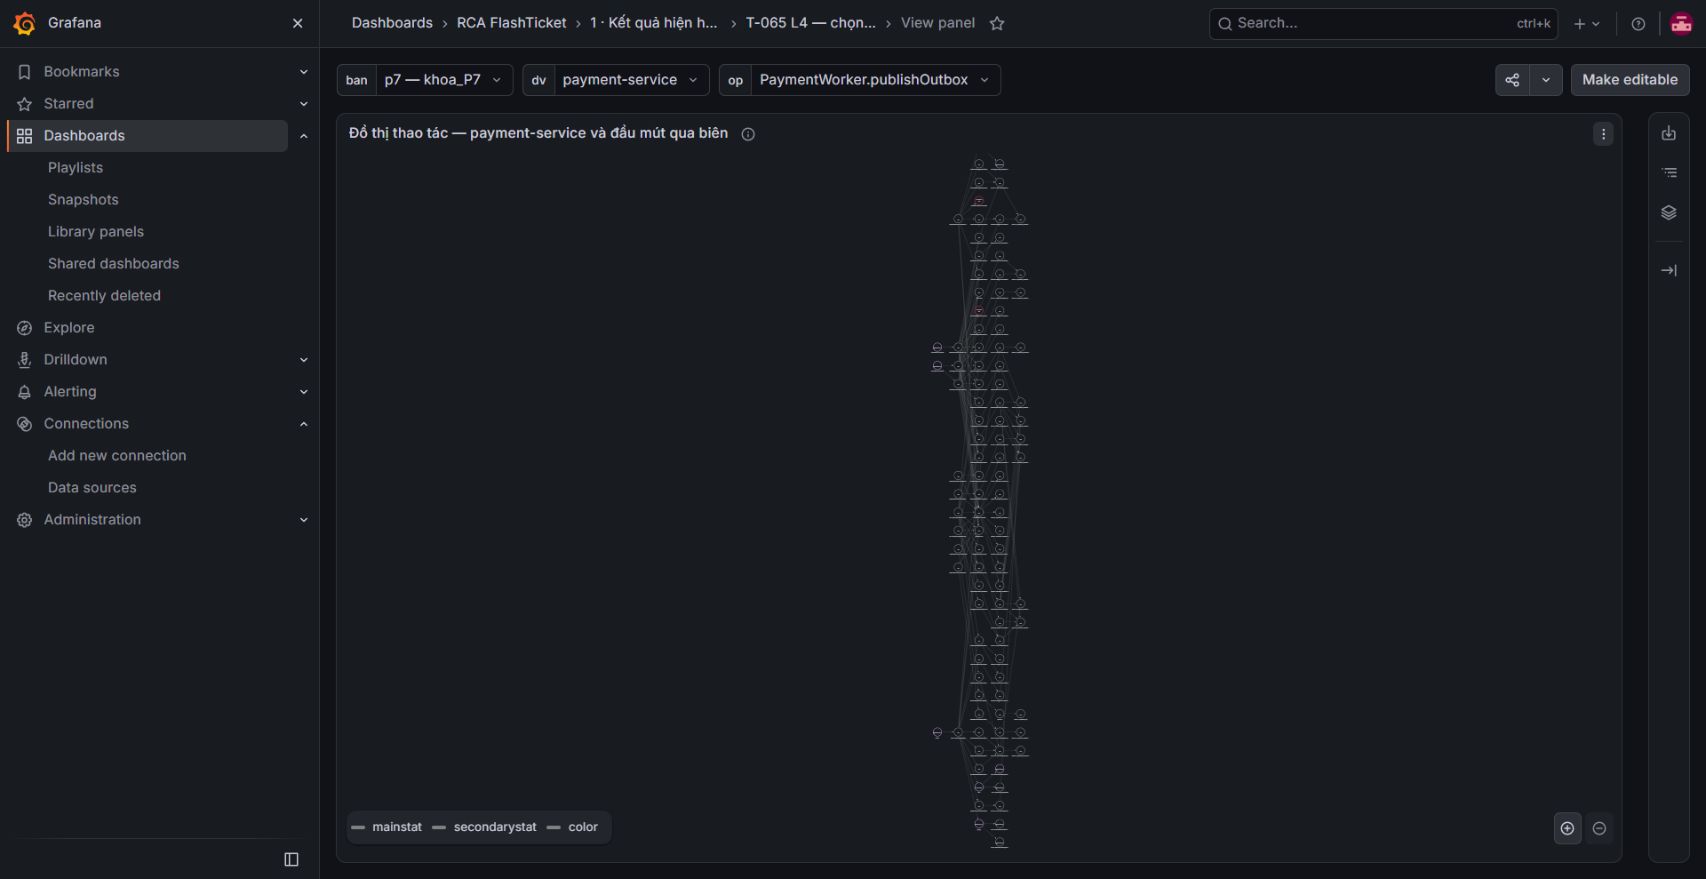 Grafana
Dashboards › RCA FlashTicket › 1 · Kết quả hiện h... › T-065 L4 — chọn... › View panel
Search...
ctrl+k
Bookmarks
Starred
Dashboards
Playlists
Snapshots
Library panels
Shared dashboards
Recently deleted
Explore
Drilldown
Alerting
Connections
Add new connection
Data sources
Administration
ban p7 — khoa_P7
dv payment-service
op PaymentWorker.publishOutbox
Make editable
Đồ thị thao tác — payment-service và đầu mút qua biên
mainstat secondarystat color